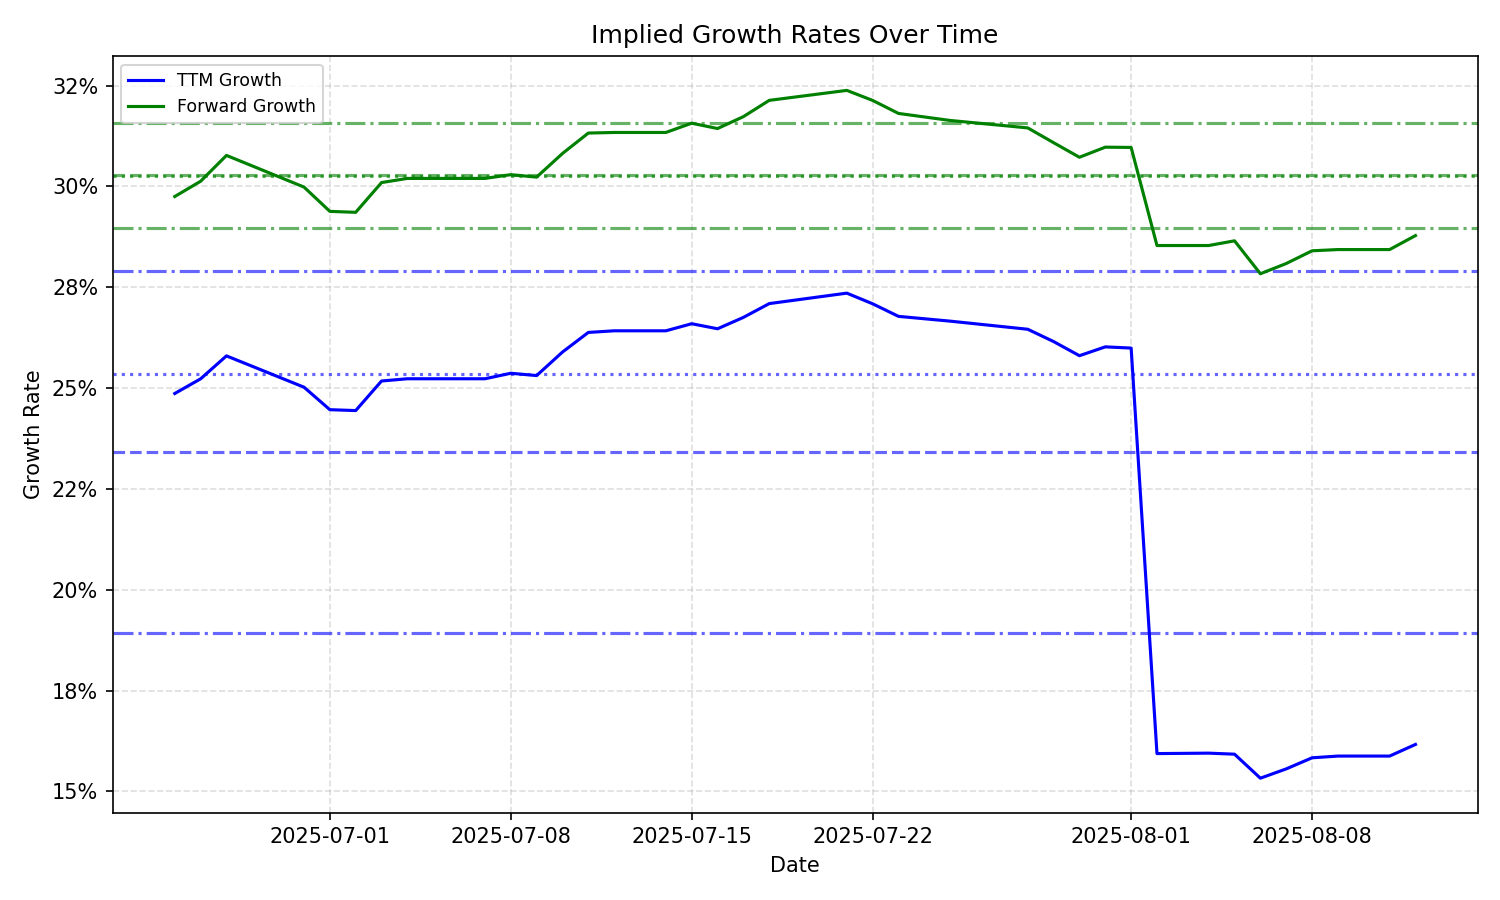 Implied Growth Rates Over Time
TTM Growth
Forward Growth
32%
30%
28%
25%
22%
20%
18%
15%
Growth Rate
2025-07-01
2025-07-08
2025-07-15
2025-07-22
2025-08-01
2025-08-08
Date